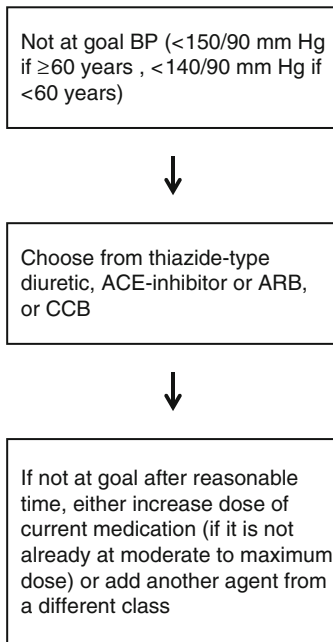 Not at goal BP (<150/90 mm Hg
if ≥60 years , <140/90 mm Hg if
<60 years)
Choose from thiazide-type
diuretic, ACE-inhibitor or ARB,
or CCB
If not at goal after reasonable
time, either increase dose of
current medication (if it is not
already at moderate to maximum
dose) or add another agent from
a different class